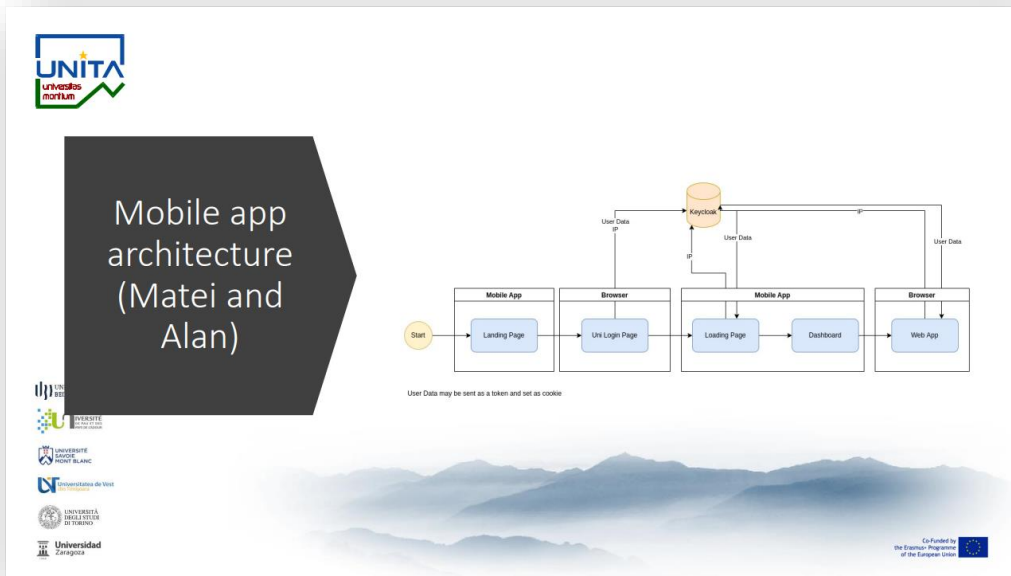 UNITA
universitas
montium
Mobile app
architecture
(Matei and
Alan)
Keycloak
User Data
IP
IP
User Data
IP
User Data
Mobile App
Browser
Mobile App
Browser
Start
Landing Page
Uni Login Page
Loading Page
Dashboard
Web App
User Data may be sent as a token and set as cookie
UNIVERSITÉ
SAVOIE
MONT BLANC
Universitatea de Vest
din Timișoara
UNIVERSITÀ
DEGLI STUDI
DI TORINO
Universidad
Zaragoza
Co-Funded by
the Erasmus+ Programme
of the European Union